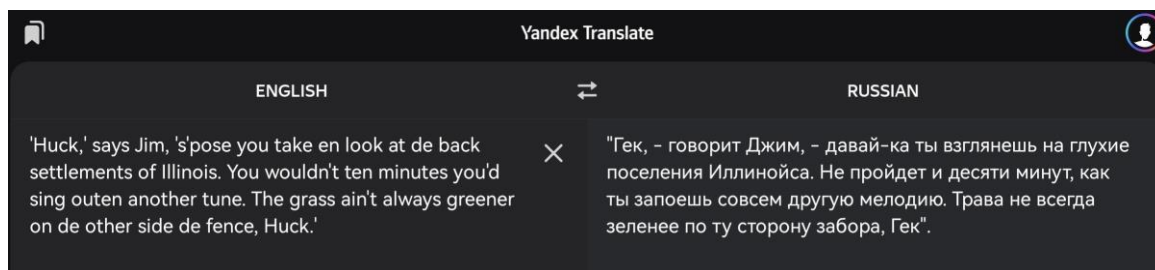 Yandex Translate
ENGLISH
RUSSIAN
'Huck,' says Jim, 's'pose you take en look at de back
settlements of Illinois. You wouldn't ten minutes you'd
sing outen another tune. The grass ain't always greener
on de other side de fence, Huck.'
"Гек, – говорит Джим, – давай-ка ты взглянешь на глухие
поселения Иллинойса. Не пройдет и десяти минут, как
ты запоешь совсем другую мелодию. Трава не всегда
зеленее по ту сторону забора, Гек".